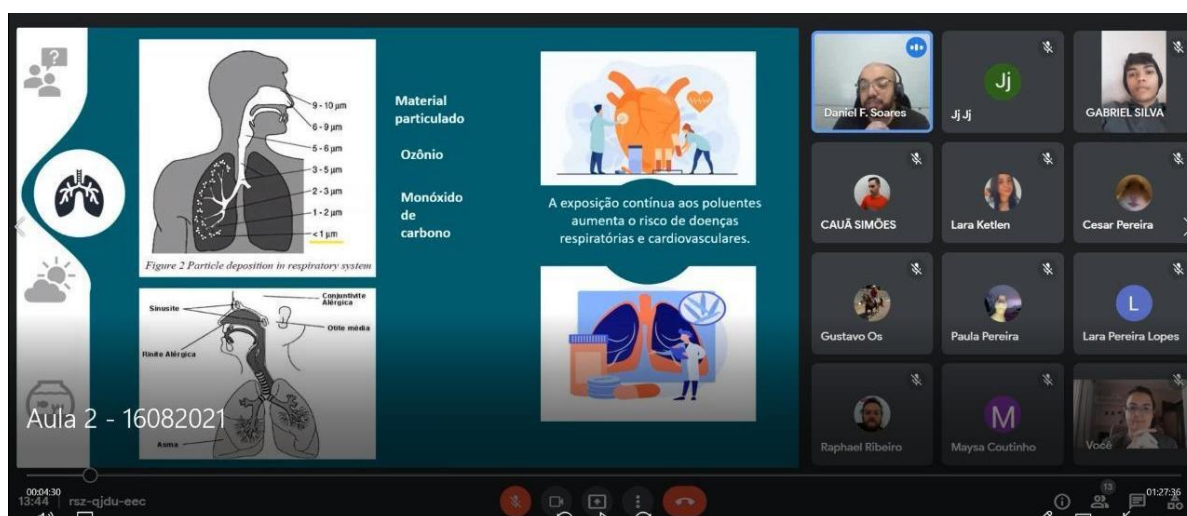 9 - 10 µm
6 - 9 µm
5 - 6 µm
3 - 5 µm
2 - 3 µm
1 - 2 µm
< 1 µm
Figure 2 Particle deposition in respiratory system
Material
particulado
Ozônio
Monóxido
de
carbono
A exposição contínua aos poluentes
aumenta o risco de doenças
respiratórias e cardiovasculares.
Sinusite
Conjuntivite
Alérgica
Otite média
Rinite Alérgica
Asma
Aula 2 - 16082021
Daniel F. Soares
Jj
Jj Jj
GABRIEL SILVA
CAUÃ SIMÕES
Lara Ketlen
Cesar Pereira
Gustavo Os
Paula Pereira
L
Lara Pereira Lopes
Raphael Ribeiro
M
Maysa Coutinho
Você
00:04:30
13:44 | rsz-qjdu-eec
13
01:27:36